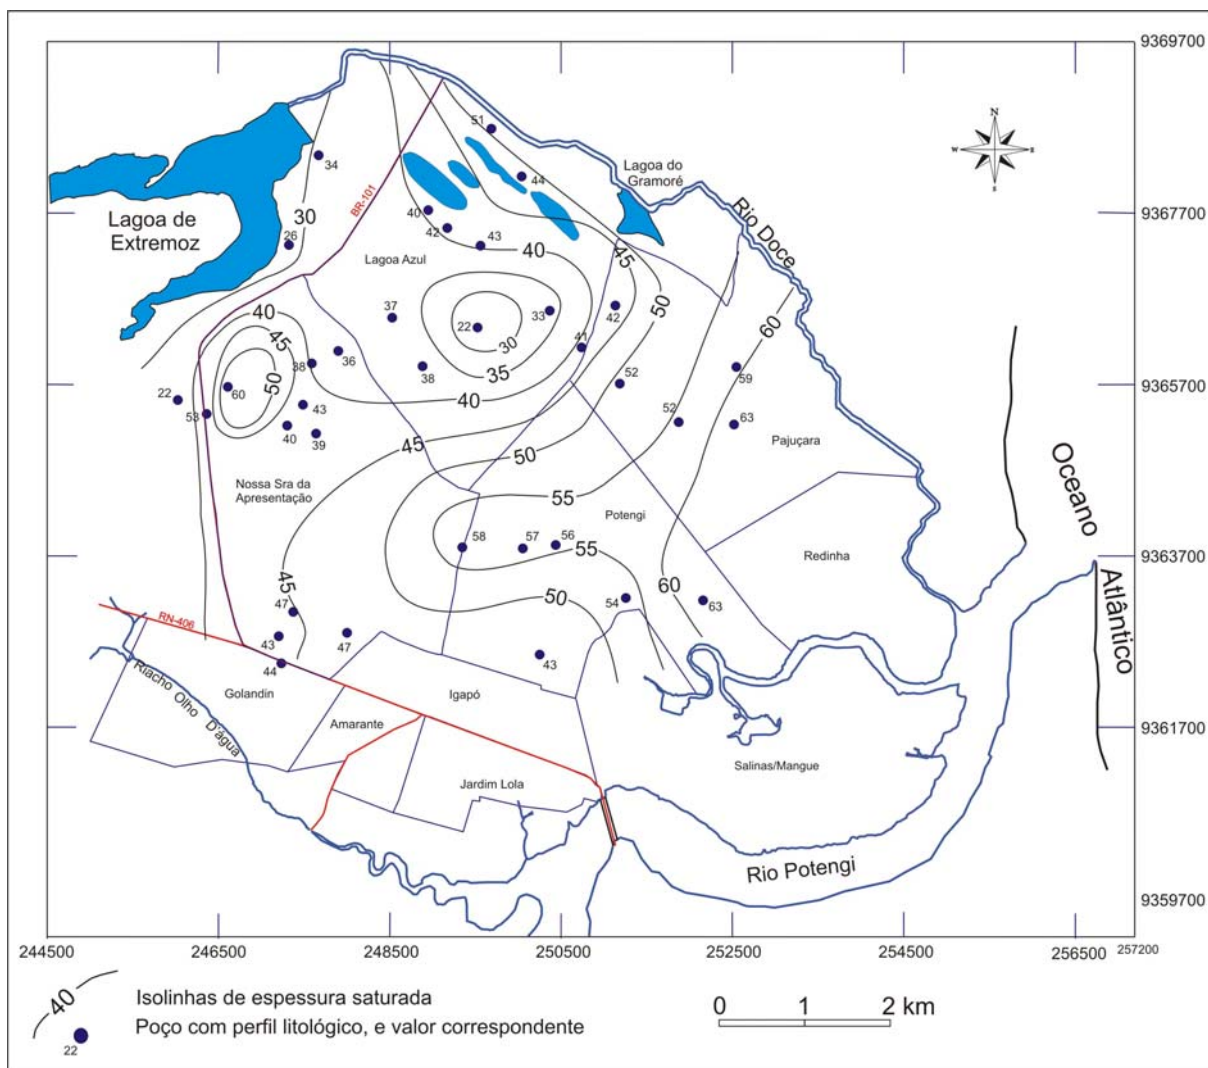 9369700
N
W
E
S
51
Lagoa do
Gramoré
34
44
BR-101
30
40
Rio Doce
9367700
Lagoa de
Extremoz
26
42
43
40
45
Lagoa Azul
50
60
37
33
42
40
22
45
30
41
38
36
35
38
52
59
9365700
22
60
50
53
43
40
52
63
40
39
45
50
Pajuçara
Oceano
Nossa Sra da
Apresentação
55
Potengi
58
57
56
55
Redinha
9363700
45
60
Atlântico
50
54
63
47
RN-406
43
47
43
44
Riacho Olho D'água
Golandin
Igapó
Amarante
9361700
Salinas/Mangue
Jardim Lola
Rio Potengi
9359700
244500
246500
248500
250500
252500
254500
256500
257200
40
Isolinhas de espessura saturada
Poço com perfil litológico, e valor correspondente
22
0 1 2 km